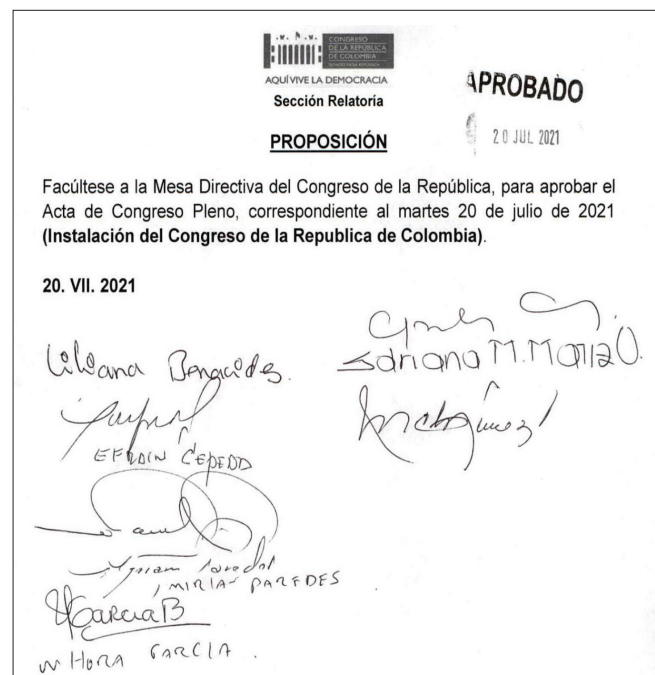 CONGRESO
DE LA REPÚBLICA
DE COLOMBIA
AQUÍ VIVE LA DEMOCRACIA
Sección Relatoría
APROBADO
20 JUL 2021
PROPOSICIÓN
Facúltese a la Mesa Directiva del Congreso de la República, para aprobar el
Acta de Congreso Pleno, correspondiente al martes 20 de julio de 2021
(Instalación del Congreso de la Republica de Colombia).
20. VII. 2021
Liliana Benavides.
EFRAIN CEPEDA
Myriam Paredes
MIRIAM PAREDES
HGarcíaB
NHORA GARCIA.
Adriana M. Matiz O.